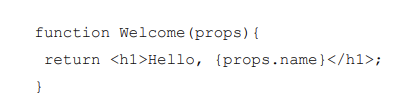 function Welcome(props){
return <h1>Hello, {props.name}</h1>;
}